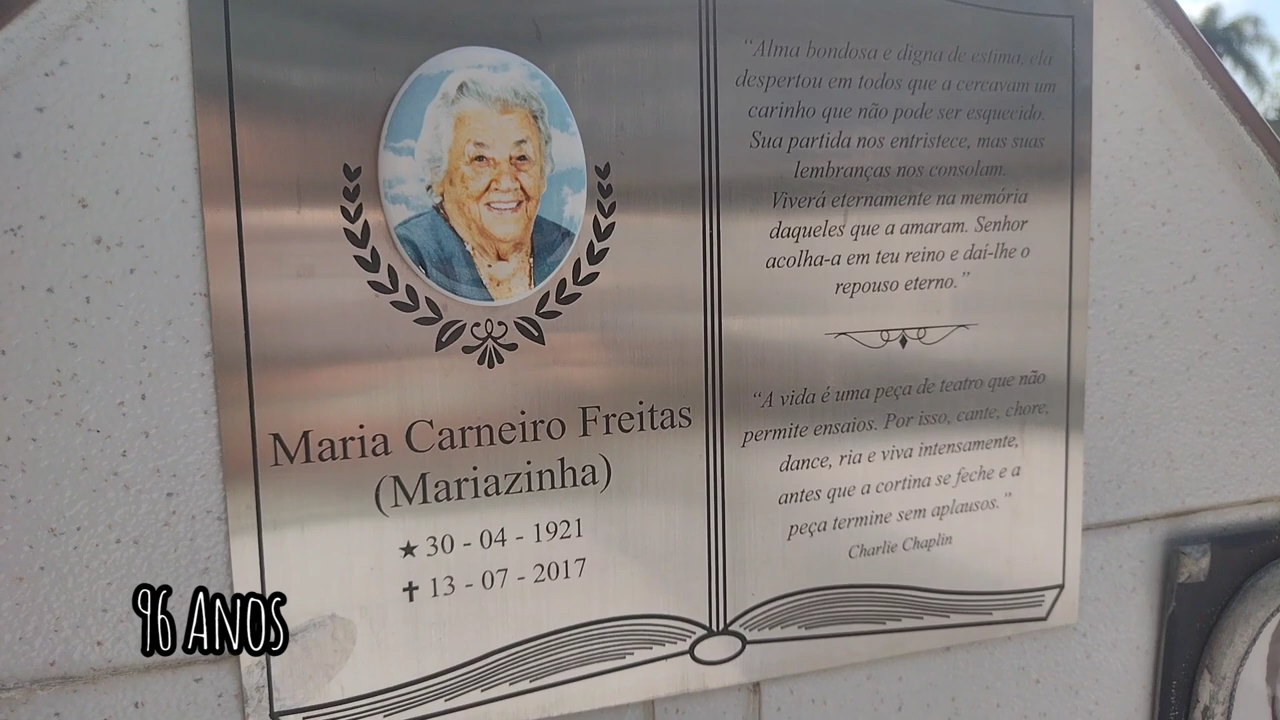 Maria Carneiro Freitas
(Mariazinha)
★ 30 - 04 - 1921
✝ 13 - 07 - 2017
“Alma bondosa e digna de estima, ela
despertou em todos que a cercavam um
carinho que não pode ser esquecido.
Sua partida nos entristece, mas suas
lembranças nos consolam.
Viverá eternamente na memória
daqueles que a amaram. Senhor
acolha-a em teu reino e daí-lhe o
repouso eterno.”
“A vida é uma peça de teatro que não
permite ensaios. Por isso, cante, chore,
dance, ria e viva intensamente,
antes que a cortina se feche e a
peça termine sem aplausos.”
Charlie Chaplin
96 Anos